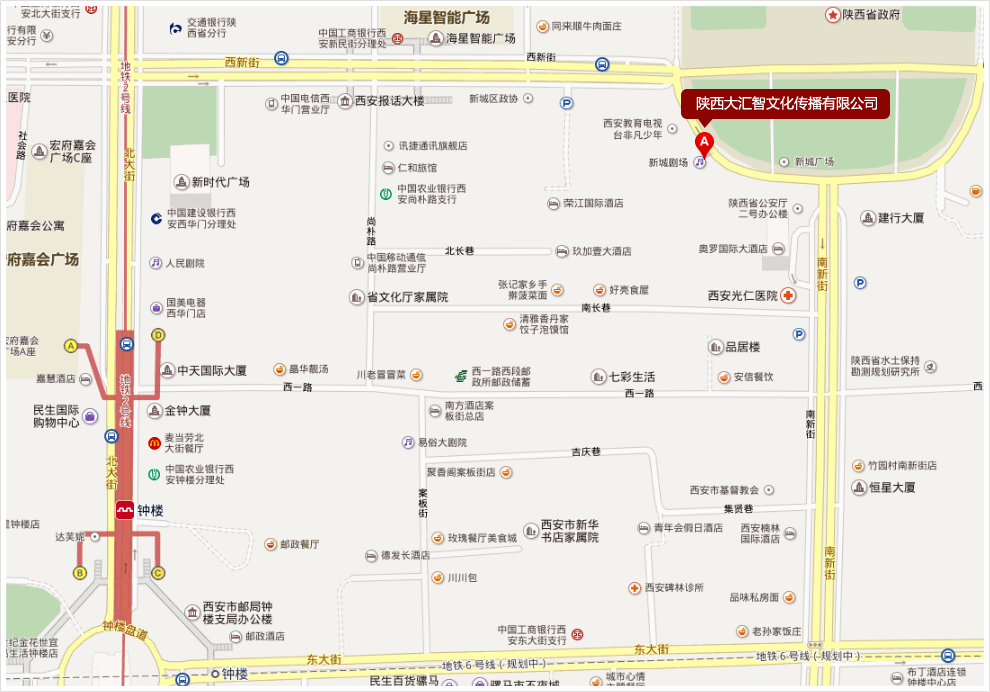 安北大街支行
行有限
安分行
交通银行陕
西省分行
海星智能广场
中国工商银行西
安新民街分理处
海星智能广场
同来顺牛肉面庄
陕西省政府
西新街
西新街
地铁2号线
医院
中国电信西
华门营业厅
西安报话大楼
新城区政协
陕西大汇智文化传播有限公司
A
社会路
宏府嘉会
广场C座
北大街
讯捷通讯旗舰店
仁和旅馆
西安教育电视
台非凡少年
新城剧场
新城广场
新时代广场
中国农业银行西
安尚朴路支行
荣江国际酒店
陕西省公安厅
二号办公楼
建行大厦
中国建设银行西
安西华门分理处
府嘉会公寓
尚朴路
北长巷
玖加壹大酒店
奥罗国际大酒店
府嘉会广场
人民剧院
中国移动通信
尚朴路营业厅
南新街
国美电器
西华门店
省文化厅家属院
张记家乡手
擀菠菜面
好亮食屋
西安光仁医院
南长巷
清雅香丹家
饺子泡馍馆
A
D
府嘉会
广场A座
品居楼
嘉慧酒店
中天国际大厦
晶华靓汤
川老冒冒菜
西一路西段邮
政所邮政储蓄
七彩生活
安信餐饮
陕西省水土保持
勘测规划研究所
西一路
西一路
西
地铁2号线
民生国际
购物中心
金钟大厦
南方酒店案
板街总店
南新街
麦当劳北
大街餐厅
易俗大剧院
吉庆巷
北大街
中国农业银行西
安钟楼分理处
聚香阁案板街店
竹园村南新街店
西安市基督教会
恒星大厦
案板街
集贤巷
钟楼
钟楼店
达芙妮
邮政餐厅
德发长酒店
玫瑰餐厅美食城
西安市新华
书店家属院
青年会假日酒店
西安楠林
国际酒店
B
C
川川包
南新街
西安碑林诊所
品味私房面
西安市邮局钟
楼支局办公楼
邮政酒店
钟楼盘道
中国工商银行西
安东大街支行
老孙家饭庄
纪金花世宜
生活钟楼店
东大街
东大街
钟楼
地铁6号线(规划中)
地铁6号线(规划中)
民生百货骡马
骡马市不夜城
城市心情
主题餐厅
布丁酒店连锁
钟楼中心店